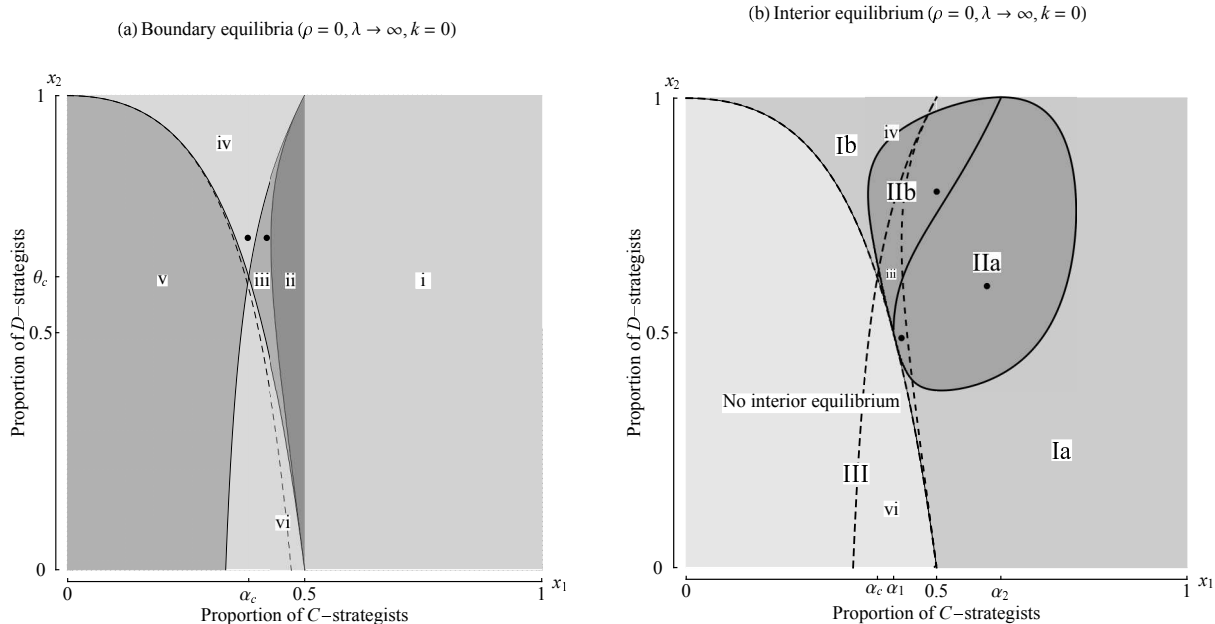 (a) Boundary equilibria (ρ = 0, λ → ∞, k = 0)
x₂
1
iv
Proportion of D−strategists
θc
v
iii
ii
i
0.5
vi
0
0
αc
0.5
1
x₁
Proportion of C−strategists
(b) Interior equilibrium (ρ = 0, λ → ∞, k = 0)
x₂
1
iv
Ib
IIb
Proportion of D−strategists
iii
IIa
0.5
No interior equilibrium
Ia
III
vi
0
0
αc
α₁
0.5
α₂
1
x₁
Proportion of C−strategists